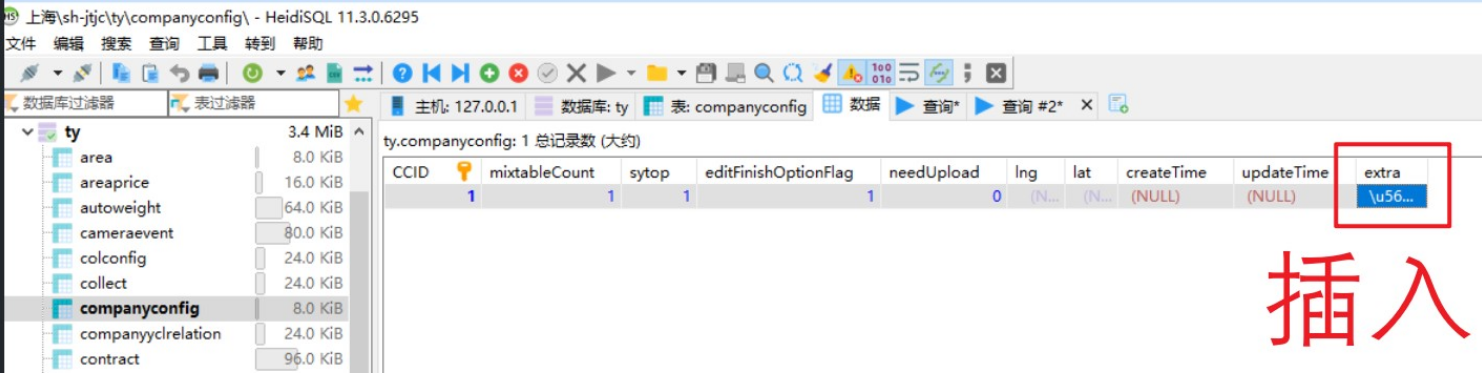 上海\sh-jtjc\ty\companyconfig\ - HeidiSQL 11.3.0.6295
文件 编辑 搜索 查询 工具 转到 帮助
数据库过滤器 表过滤器 主机: 127.0.0.1 数据库: ty 表: companyconfig 数据 查询* 查询 #2*
ty 3.4 MiB
ty.companyconfig: 1 总记录数 (大约)
area 8.0 KiB
areaprice 16.0 KiB
autoweight 64.0 KiB
cameraevent 80.0 KiB
colconfig 24.0 KiB
collect 24.0 KiB
companyconfig 8.0 KiB
companyyclrelation 24.0 KiB
contract 96.0 KiB
CCID mixtableCount sytop editFinishOptionFlag needUpload lng lat createTime updateTime extra
1 1 1 1 0 (N... (N... (NULL) (NULL) \u56...
插入